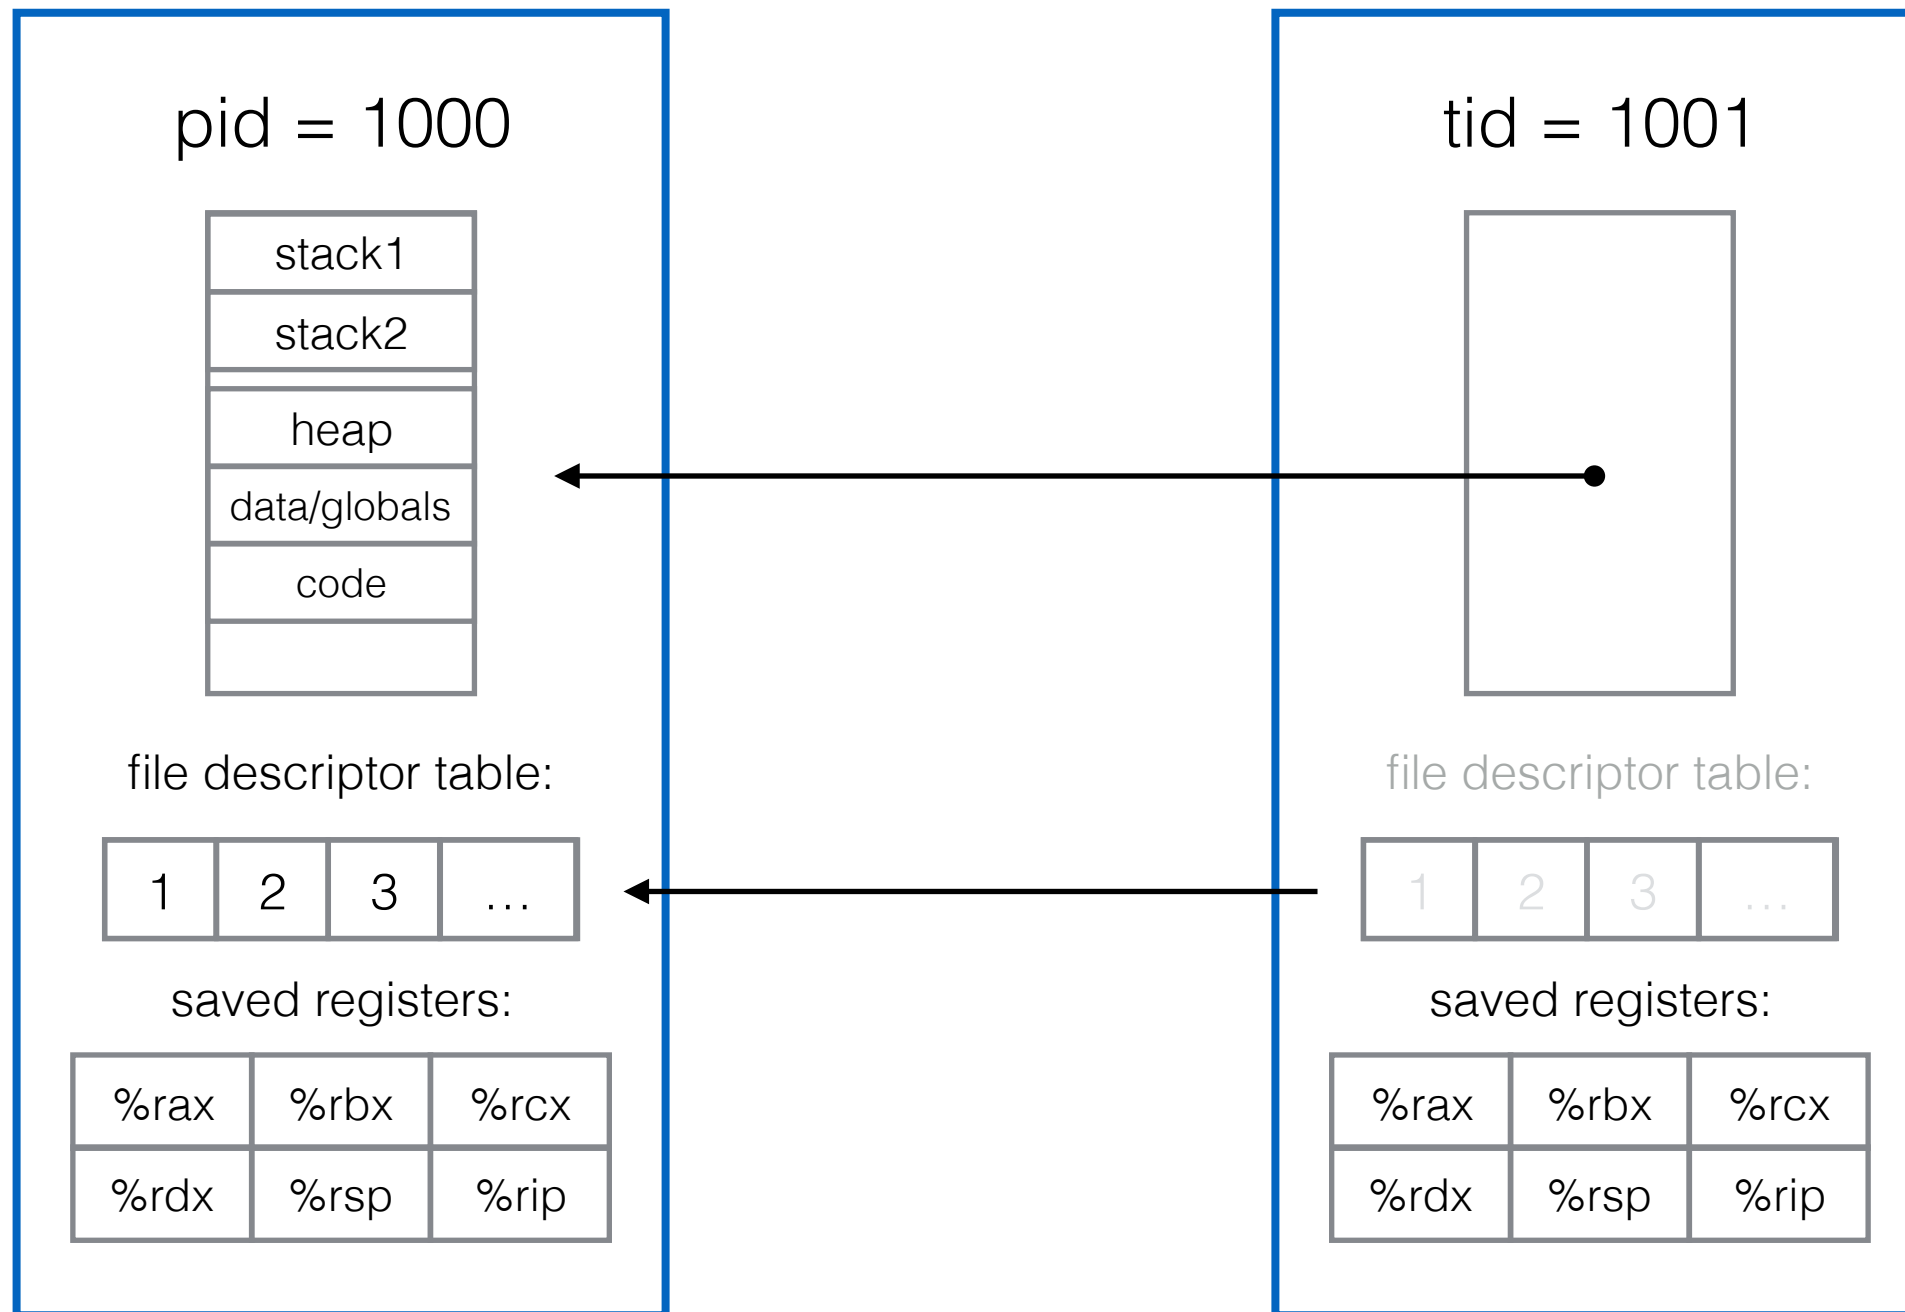 pid = 1000
stack1
stack2
heap
data/globals
code
file descriptor table:
1 2 3 ...
saved registers:
%rax %rbx %rcx
%rdx %rsp %rip
tid = 1001
file descriptor table:
1 2 3 ...
saved registers:
%rax %rbx %rcx
%rdx %rsp %rip